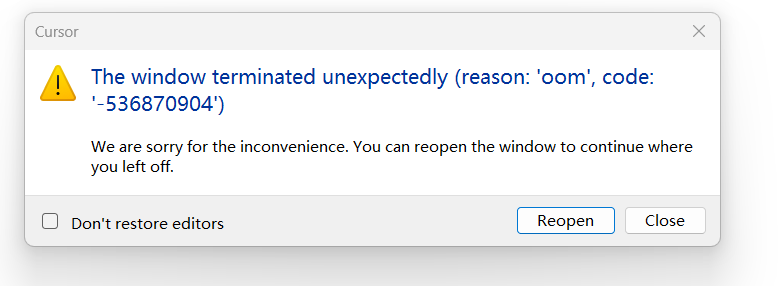 Cursor
The window terminated unexpectedly (reason: 'oom', code:
'-536870904')
We are sorry for the inconvenience. You can reopen the window to continue where
you left off.
Don't restore editors
Reopen
Close